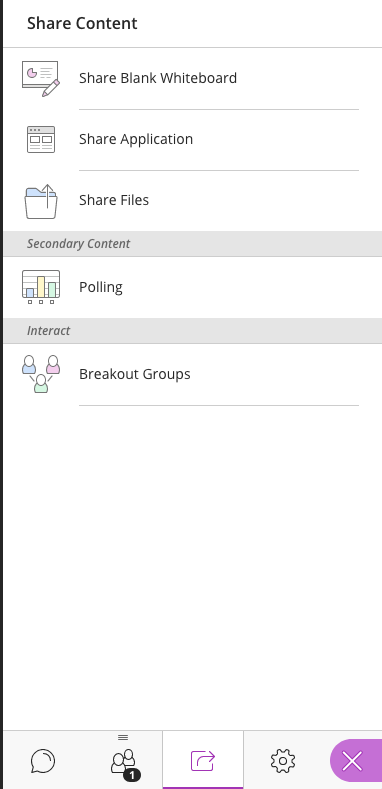 Share Content
Share Blank Whiteboard
Share Application
Share Files
Secondary Content
Polling
Interact
Breakout Groups
1